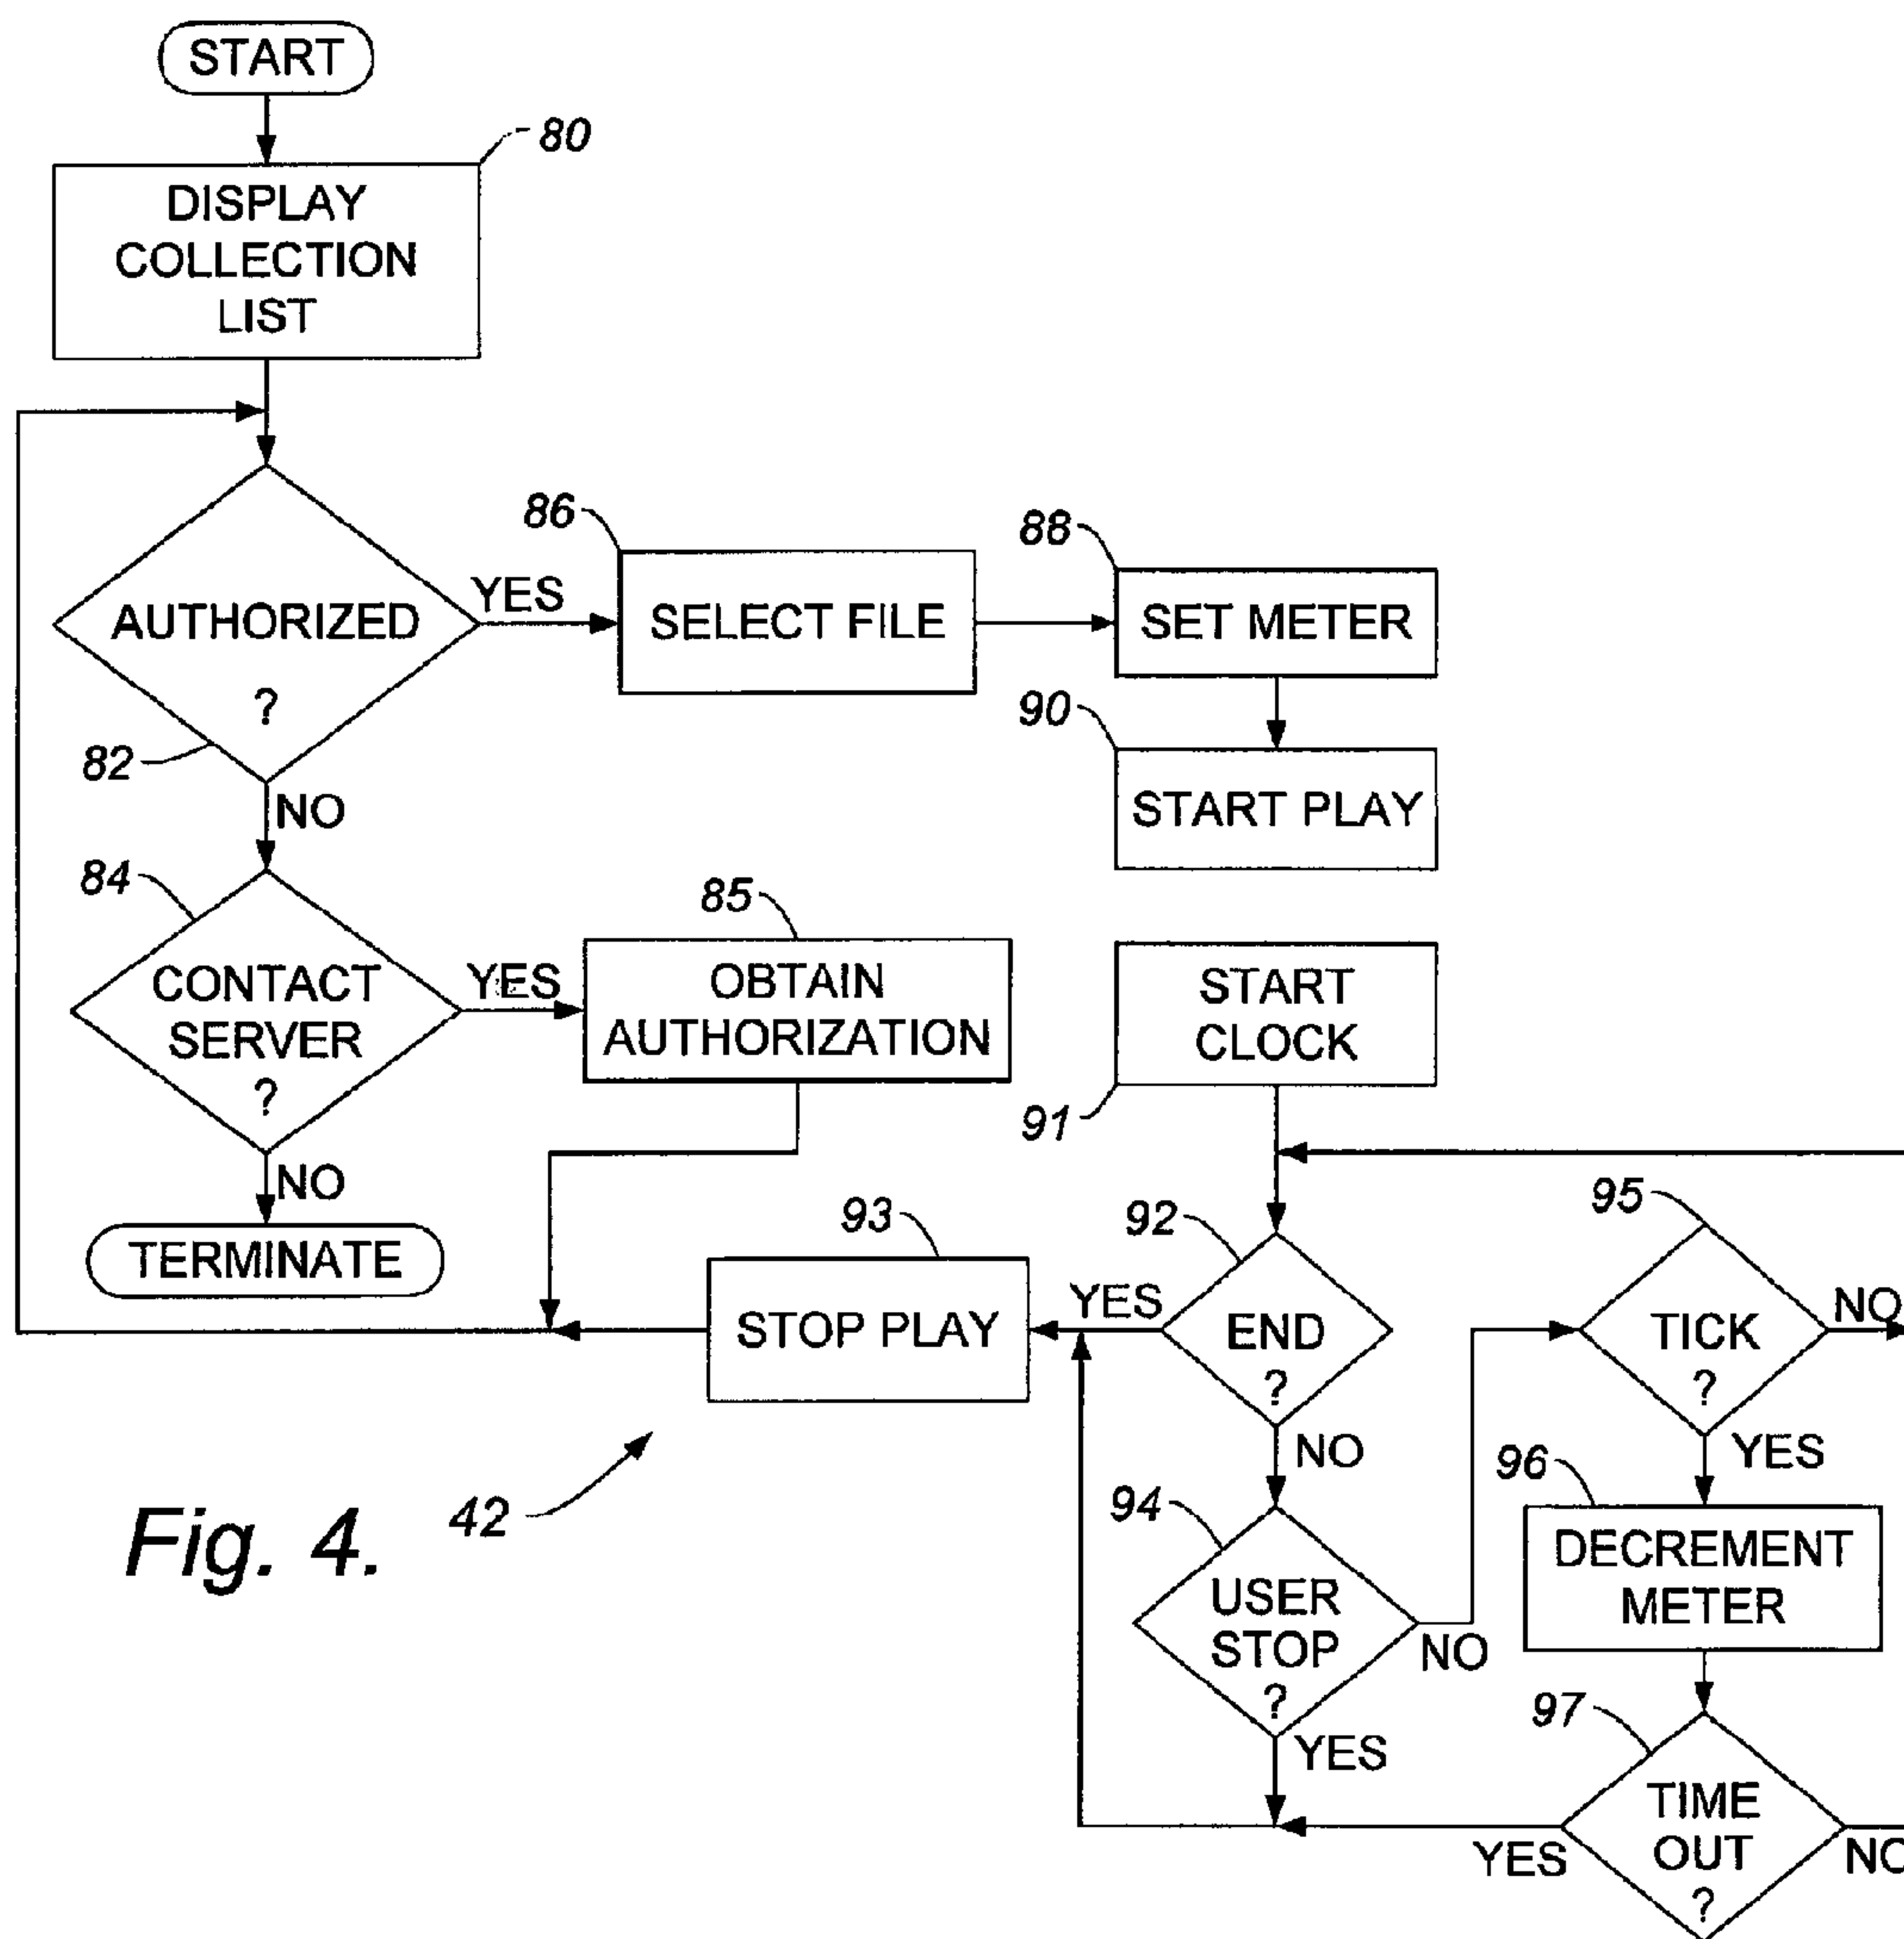 START
80
DISPLAY
COLLECTION
LIST
86
88
AUTHORIZED
?
YES
SELECT FILE
SET METER
82
90
NO
START PLAY
84
85
CONTACT
SERVER
?
YES
OBTAIN
AUTHORIZATION
START
CLOCK
91
NO
TERMINATE
93
92
95
STOP PLAY
YES
END
?
TICK
?
NO
NO
YES
42
94
96
Fig. 4.
USER
STOP
?
NO
DECREMENT
METER
YES
97
TIME
OUT
?
YES
NO